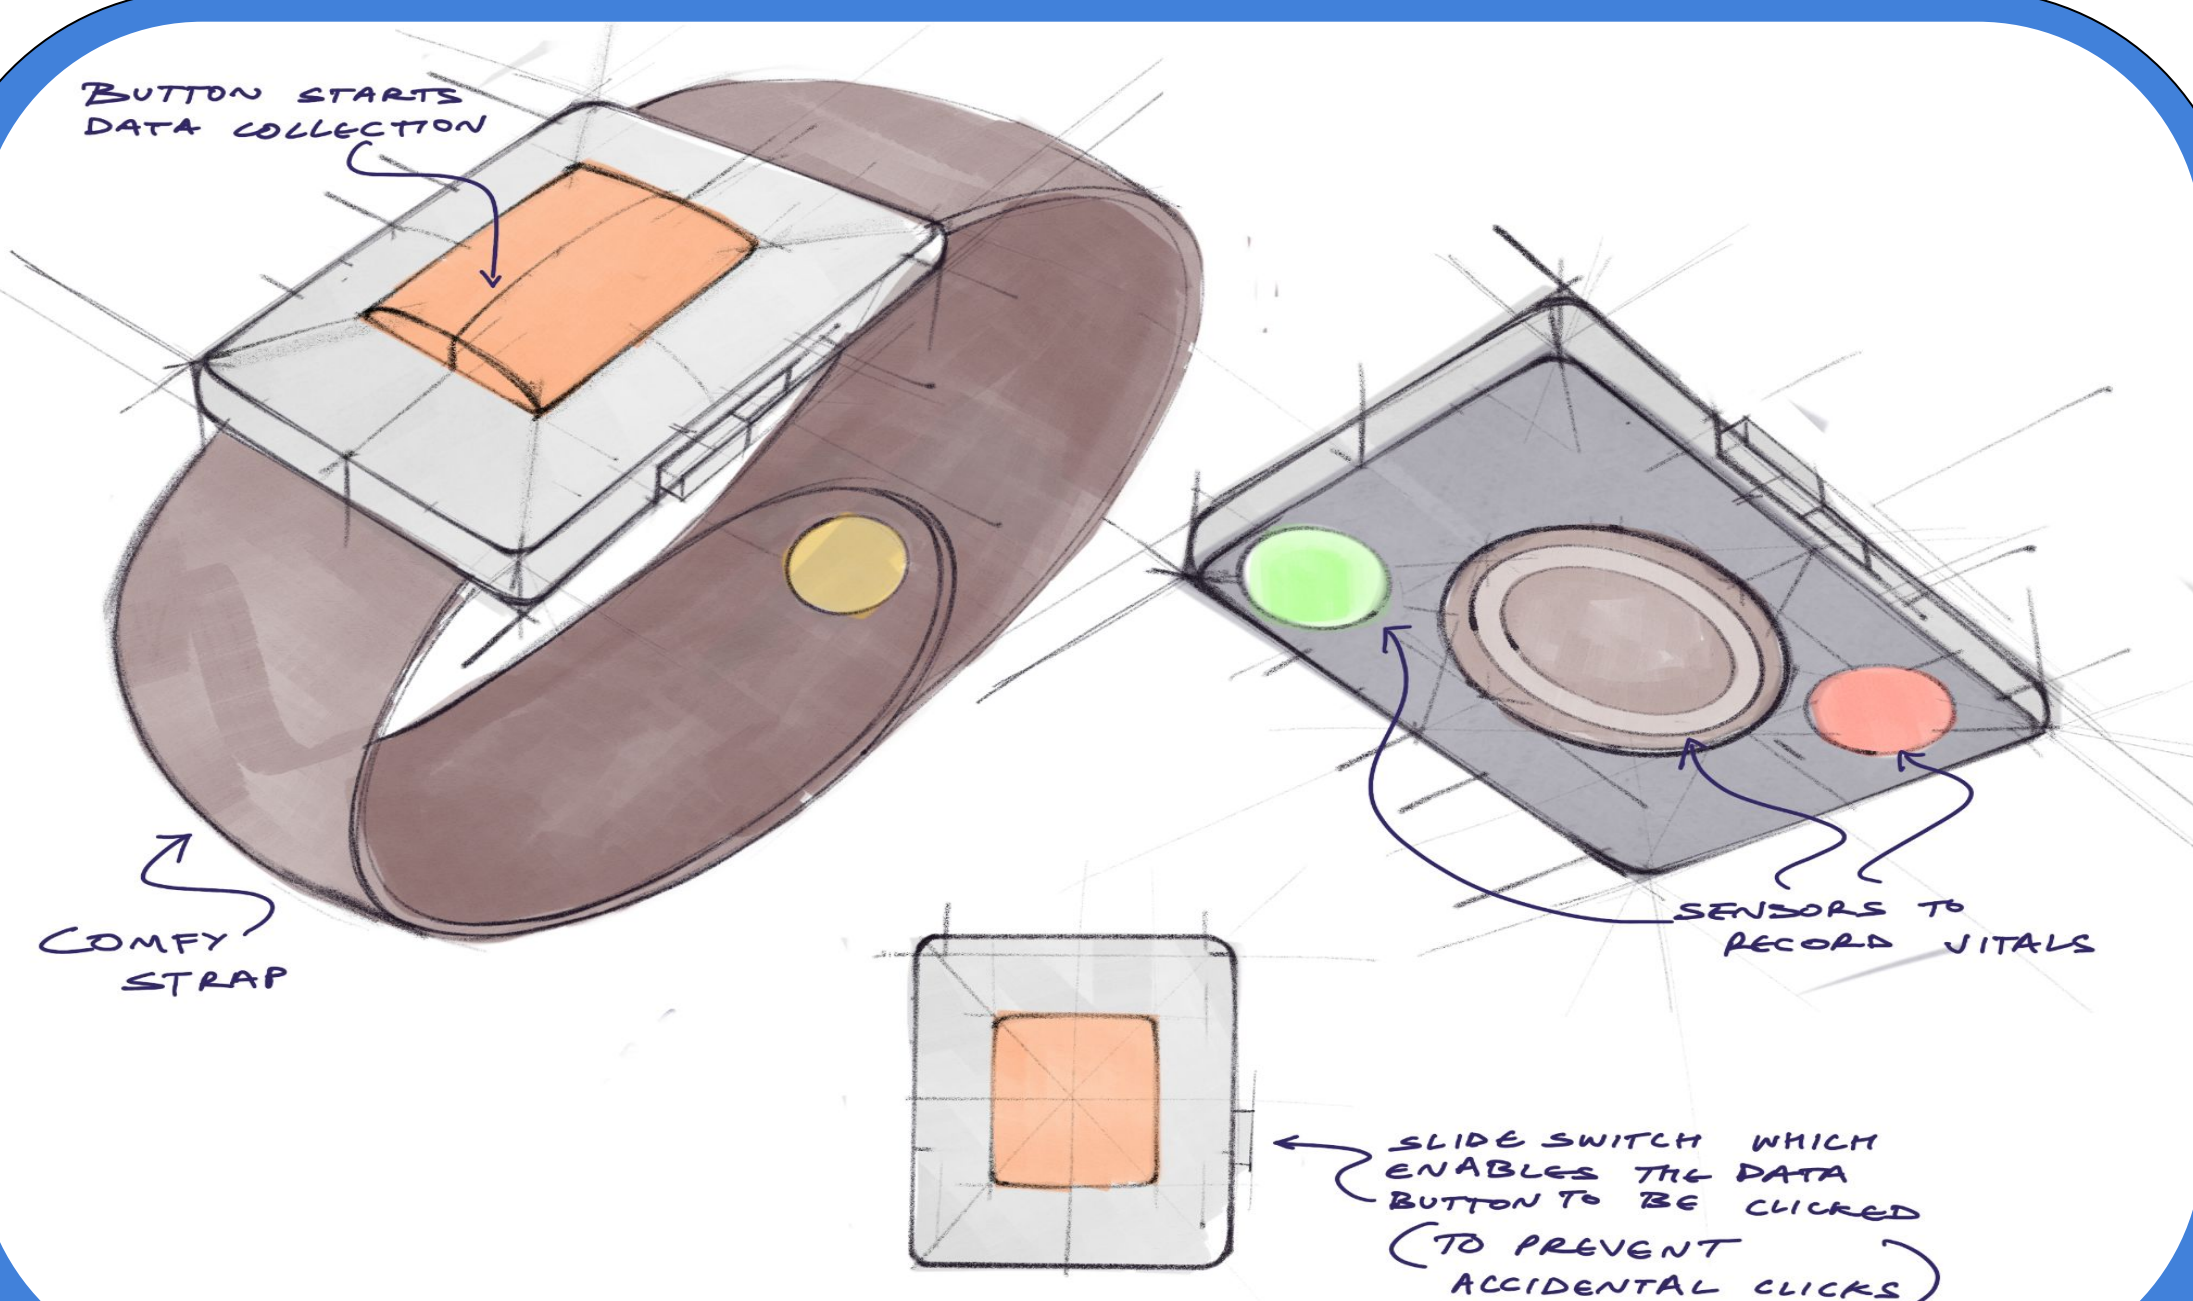 BUTTON STARTS
DATA COLLECTION
COMFY
STRAP
SENSORS TO
RECORD VITALS
SLIDE SWITCH WHICH
ENABLES THE DATA
BUTTON TO BE CLICKED
(TO PREVENT
ACCIDENTAL CLICKS)